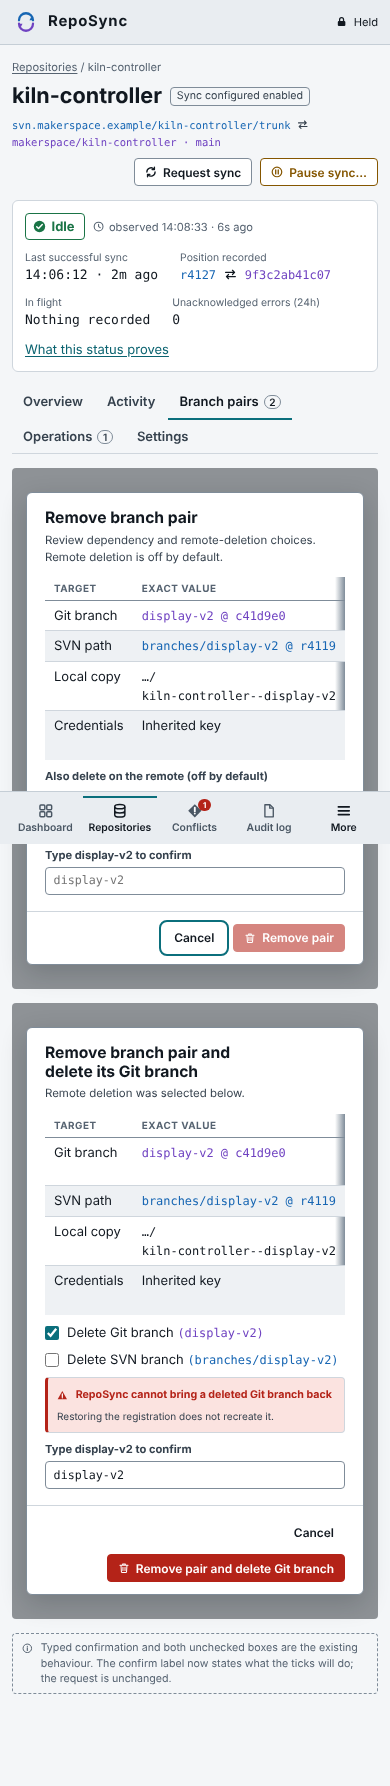 RepoSync
Held
Repositories / kiln-controller
kiln-controller
Sync configured enabled
svn.makerspace.example/kiln-controller/trunk ⇄
makerspace/kiln-controller · main
Request sync
Pause sync…
Idle
observed 14:08:33 · 6s ago
Last successful sync
Position recorded
14:06:12 · 2m ago
r4127 ⇄ 9f3c2ab41c07
In flight
Unacknowledged errors (24h)
Nothing recorded
0
What this status proves
Overview
Activity
Branch pairs 2
Operations 1
Settings
Remove branch pair
Review dependency and remote-deletion choices.
Remote deletion is off by default.
TARGET
EXACT VALUE
Git branch
display-v2 @ c41d9e0
SVN path
branches/display-v2 @ r4119
Local copy
…/
kiln-controller--display-v2
Credentials
Inherited key
Also delete on the remote (off by default)
Dashboard
Repositories
1
Conflicts
Audit log
More
Type display-v2 to confirm
display-v2
Cancel
Remove pair
Remove branch pair and
delete its Git branch
Remote deletion was selected below.
TARGET
EXACT VALUE
Git branch
display-v2 @ c41d9e0
SVN path
branches/display-v2 @ r4119
Local copy
…/
kiln-controller--display-v2
Credentials
Inherited key
Delete Git branch (display-v2)
Delete SVN branch (branches/display-v2)
RepoSync cannot bring a deleted Git branch back
Restoring the registration does not recreate it.
Type display-v2 to confirm
display-v2
Cancel
Remove pair and delete Git branch
Typed confirmation and both unchecked boxes are the existing
behaviour. The confirm label now states what the ticks will do;
the request is unchanged.